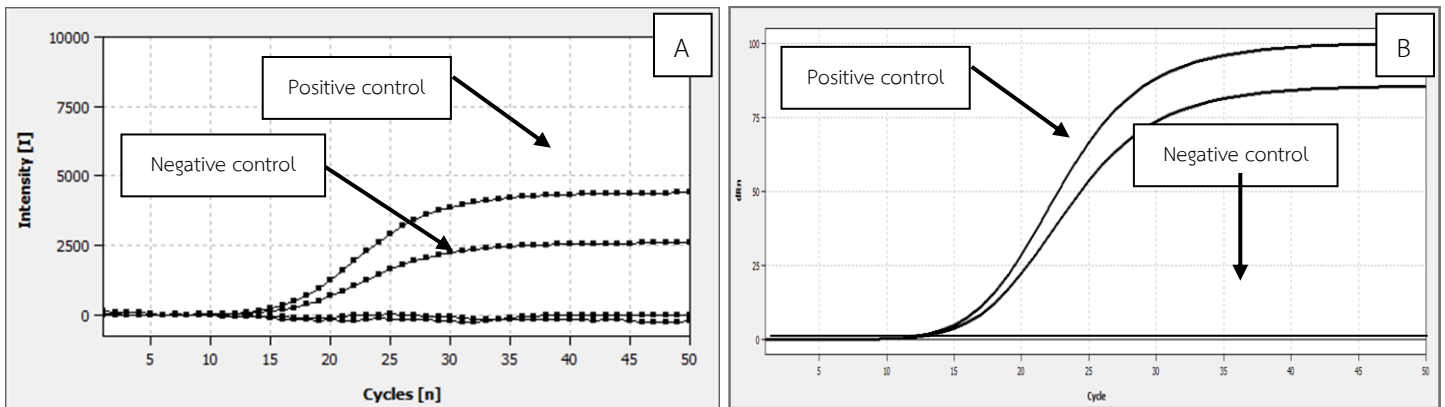 A
10000
7500
5000
2500
0
Intensity [I]
Positive control
Negative control
5 10 15 20 25 30 35 40 45 50
Cycles [n]
B
100
75
50
25
0
dRn
Positive control
Negative control
5 10 15 20 25 30 35 40 45 50
Cycle